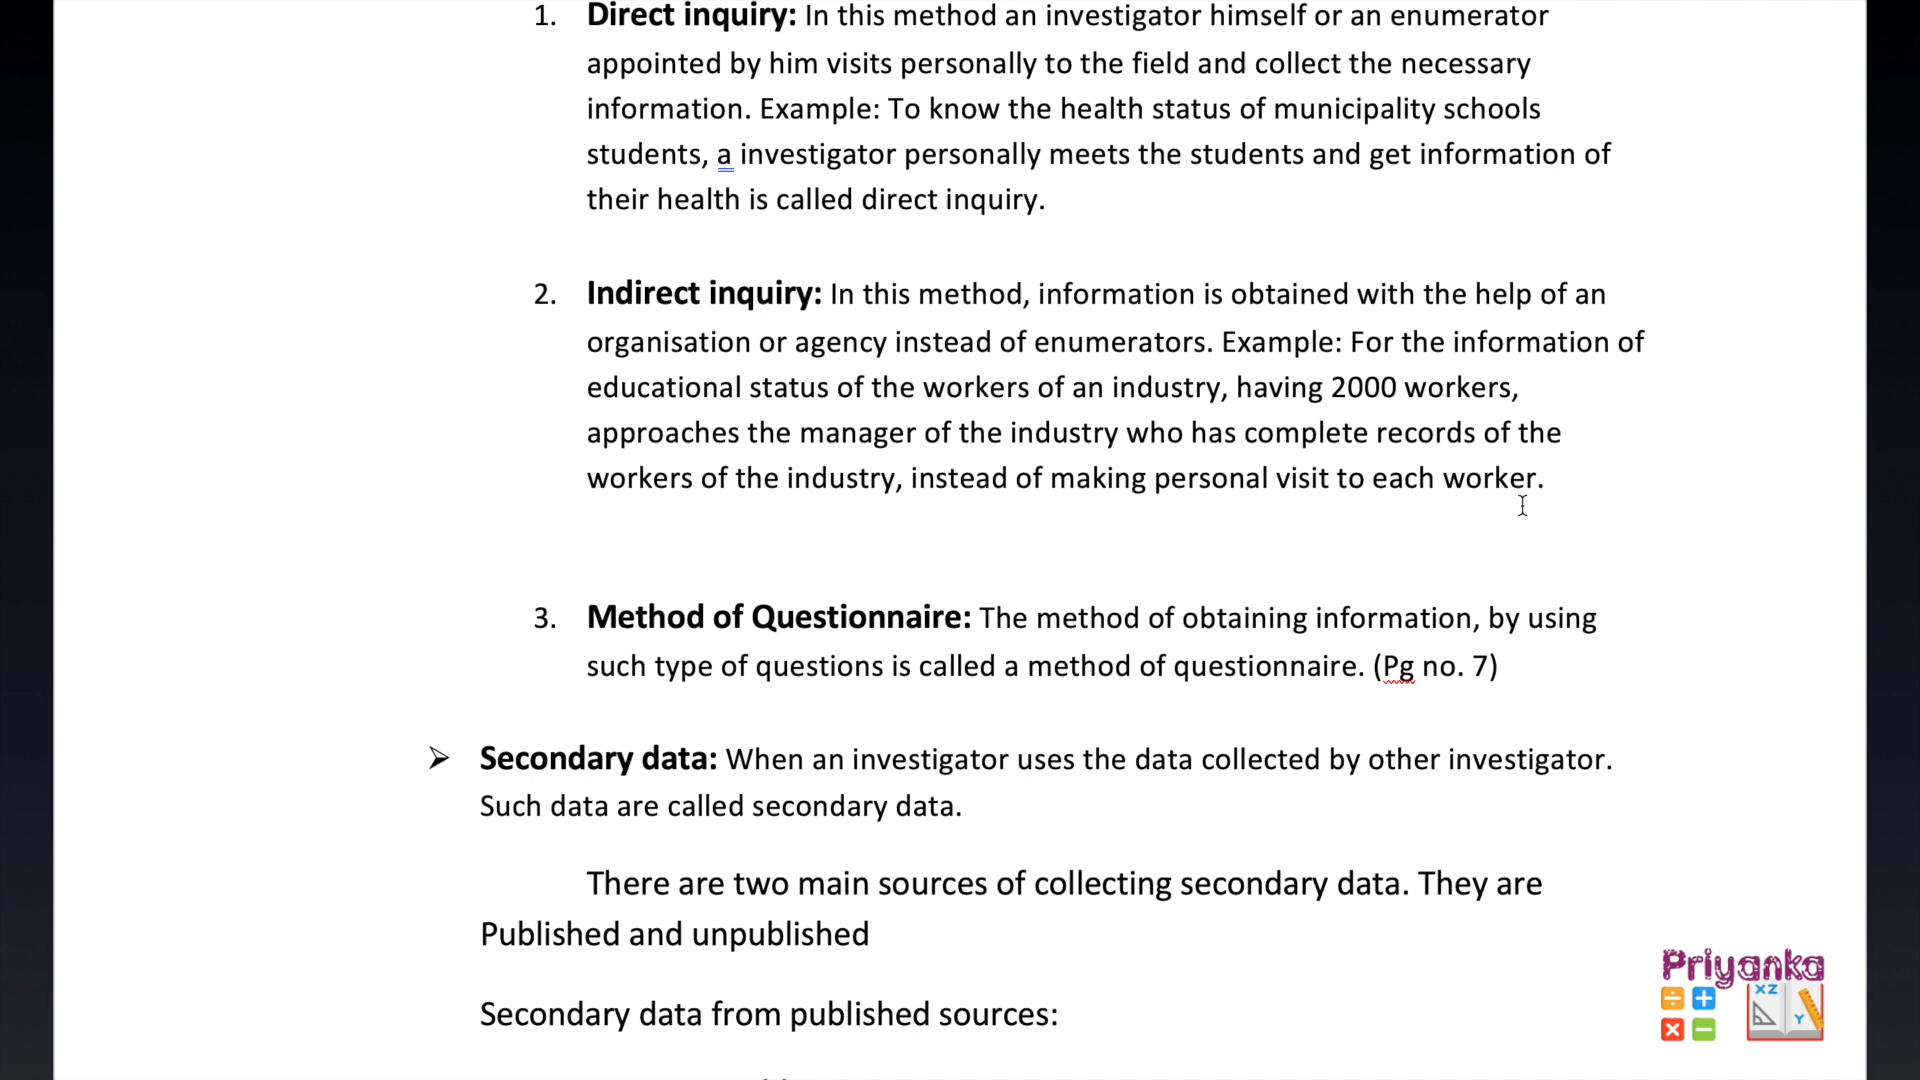 1. Direct inquiry: In this method an investigator himself or an enumerator
appointed by him visits personally to the field and collect the necessary
information. Example: To know the health status of municipality schools
students, a investigator personally meets the students and get information of
their health is called direct inquiry.
2. Indirect inquiry: In this method, information is obtained with the help of an
organisation or agency instead of enumerators. Example: For the information of
educational status of the workers of an industry, having 2000 workers,
approaches the manager of the industry who has complete records of the
workers of the industry, instead of making personal visit to each worker.
3. Method of Questionnaire: The method of obtaining information, by using
such type of questions is called a method of questionnaire. (Pg no. 7)
➢ Secondary data: When an investigator uses the data collected by other investigator.
Such data are called secondary data.
There are two main sources of collecting secondary data. They are
Published and unpublished
Secondary data from published sources:
Priyanka
XZ
Y